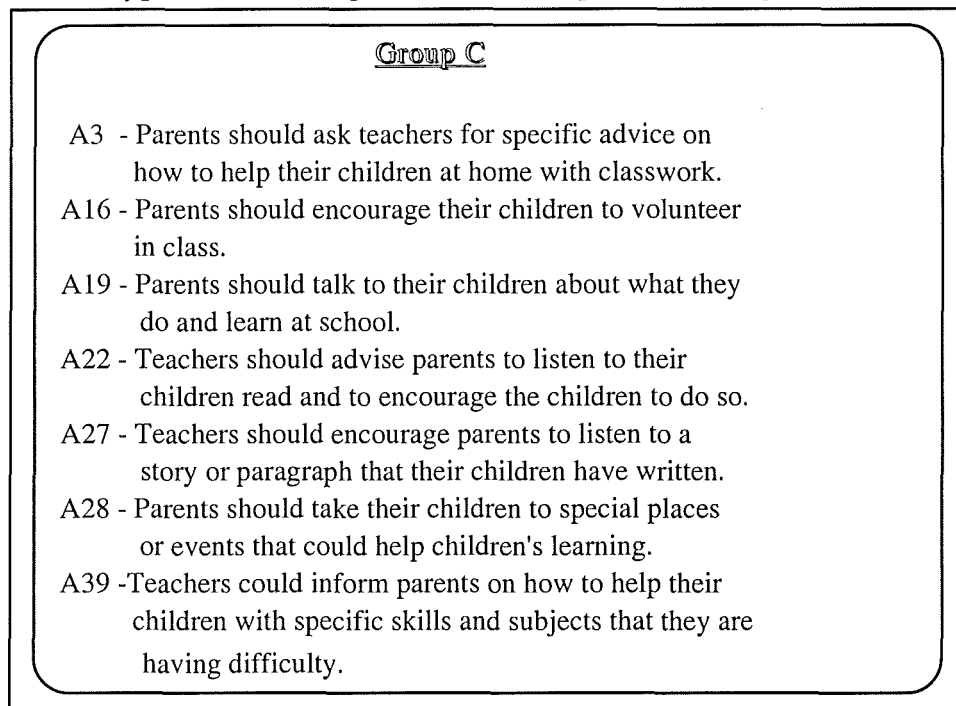 Group C
A3 - Parents should ask teachers for specific advice on
how to help their children at home with classwork.
A16 - Parents should encourage their children to volunteer
in class.
A19 - Parents should talk to their children about what they
do and learn at school.
A22 - Teachers should advise parents to listen to their
children read and to encourage the children to do so.
A27 - Teachers should encourage parents to listen to a
story or paragraph that their children have written.
A28 - Parents should take their children to special places
or events that could help children's learning.
A39 -Teachers could inform parents on how to help their
children with specific skills and subjects that they are
having difficulty.